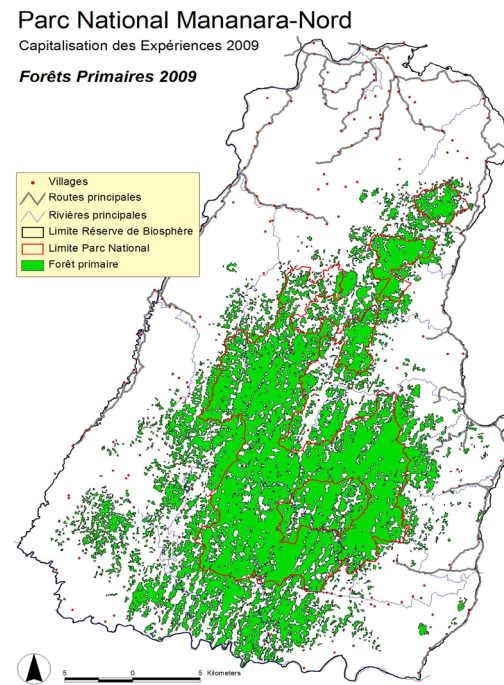 Parc National Mananara-Nord
Capitalisation des Expériences 2009
Forêts Primaires 2009
Villages
Routes principales
Rivières principales
Limite Réserve de Biosphère
Limite Parc National
Forêt primaire
5 0 5 Kilometers